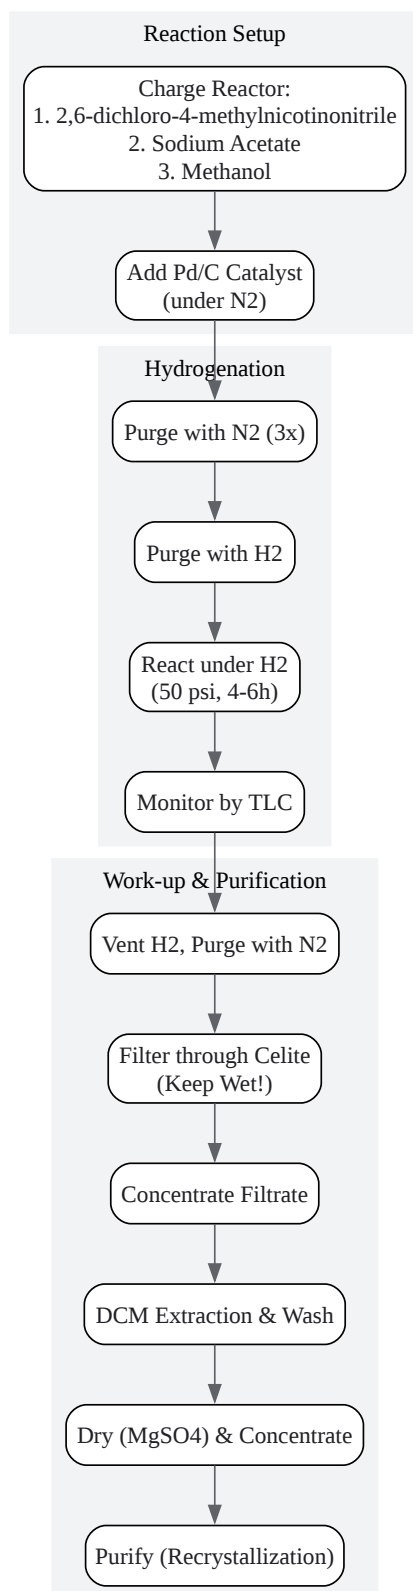 Reaction Setup
Charge Reactor:
1. 2,6-dichloro-4-methylnicotinonitrile
2. Sodium Acetate
3. Methanol
Add Pd/C Catalyst
(under N2)
Hydrogenation
Purge with N2 (3x)
Purge with H2
React under H2
(50 psi, 4-6h)
Monitor by TLC
Work-up & Purification
Vent H2, Purge with N2
Filter through Celite
(Keep Wet!)
Concentrate Filtrate
DCM Extraction & Wash
Dry (MgSO4) & Concentrate
Purify (Recrystallization)